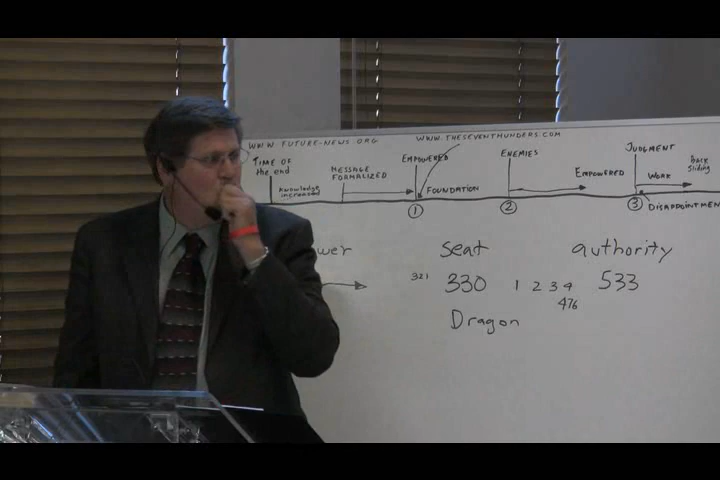 WWW.FUTURE-NEWS.ORG
WWW.THESEVENTHUNDERS.COM
TIME OF
the end
Knowledge
increased
MESSAGE
FORMALIZED
EMPOWERED
FOUNDATION
1
ENEMIES
2
EMPOWERED
JUDGMENT
WORK
Back
Sliding
3
DISAPPOINTMEN
wer
seat
authority
321
330
1 2 3 4
476
533
Dragon